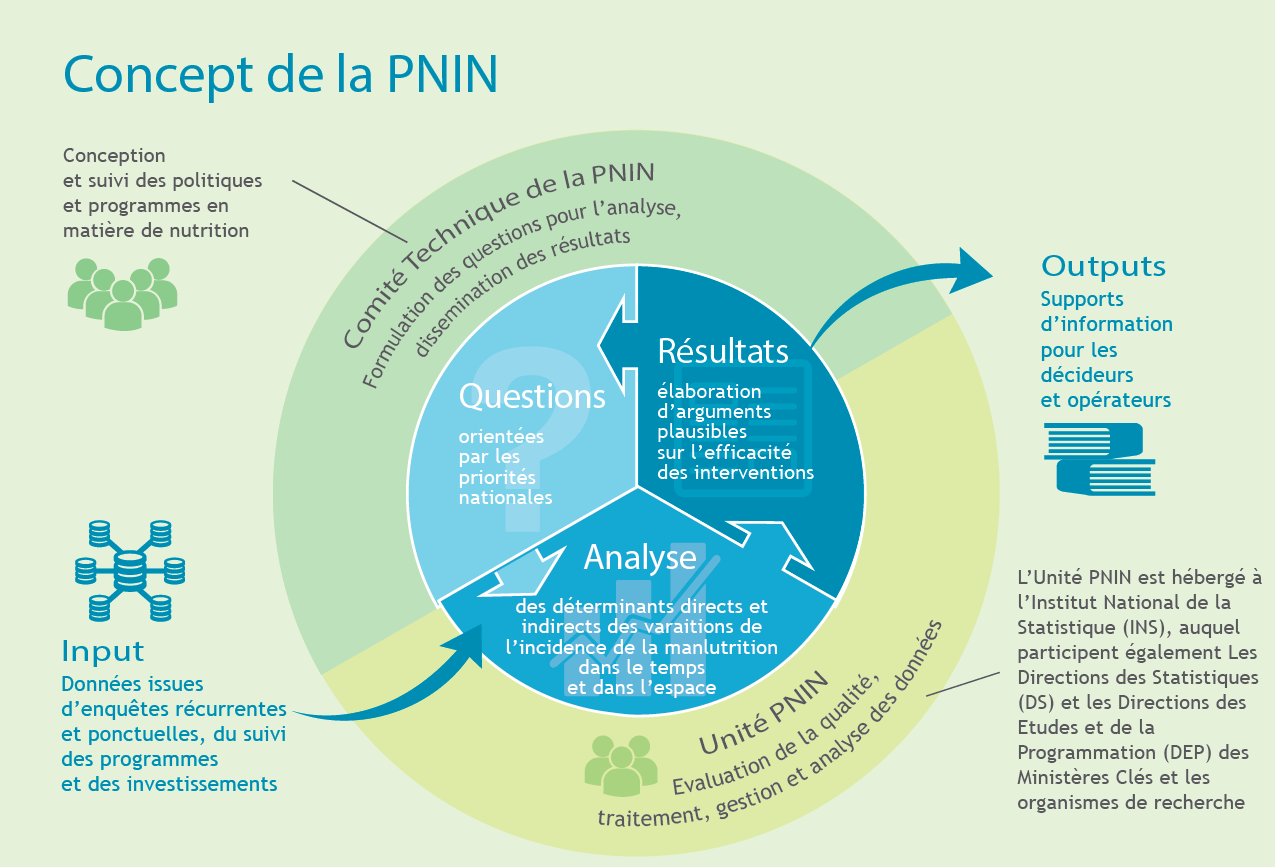 Concept de la PNIN
Conception
et suivi des politiques
et programmes en
matière de nutrition
Comité Technique de la PNIN
Formulation des questions pour l'analyse,
dissemination des résultats
Questions
orientées
par les
priorités
nationales
Résultats
élaboration
d'arguments
plausibles
sur l'efficacité
des interventions
Outputs
Supports
d'information
pour les
décideurs
et opérateurs
Analyse
des déterminants directs et
indirects des varaitions de
l'incidence de la manlutrition
dans le temps
et dans l'espace
Input
Données issues
d'enquêtes récurrentes
et ponctuelles, du suivi
des programmes
et des investissements
Unité PNIN
Evaluation de la qualité,
traitement, gestion et analyse des données
L'Unité PNIN est hébergé à
l'Institut National de la
Statistique (INS), auquel
participent également Les
Directions des Statistiques
(DS) et les Directions des
Etudes et de la
Programmation (DEP) des
Ministères Clés et les
organismes de recherche